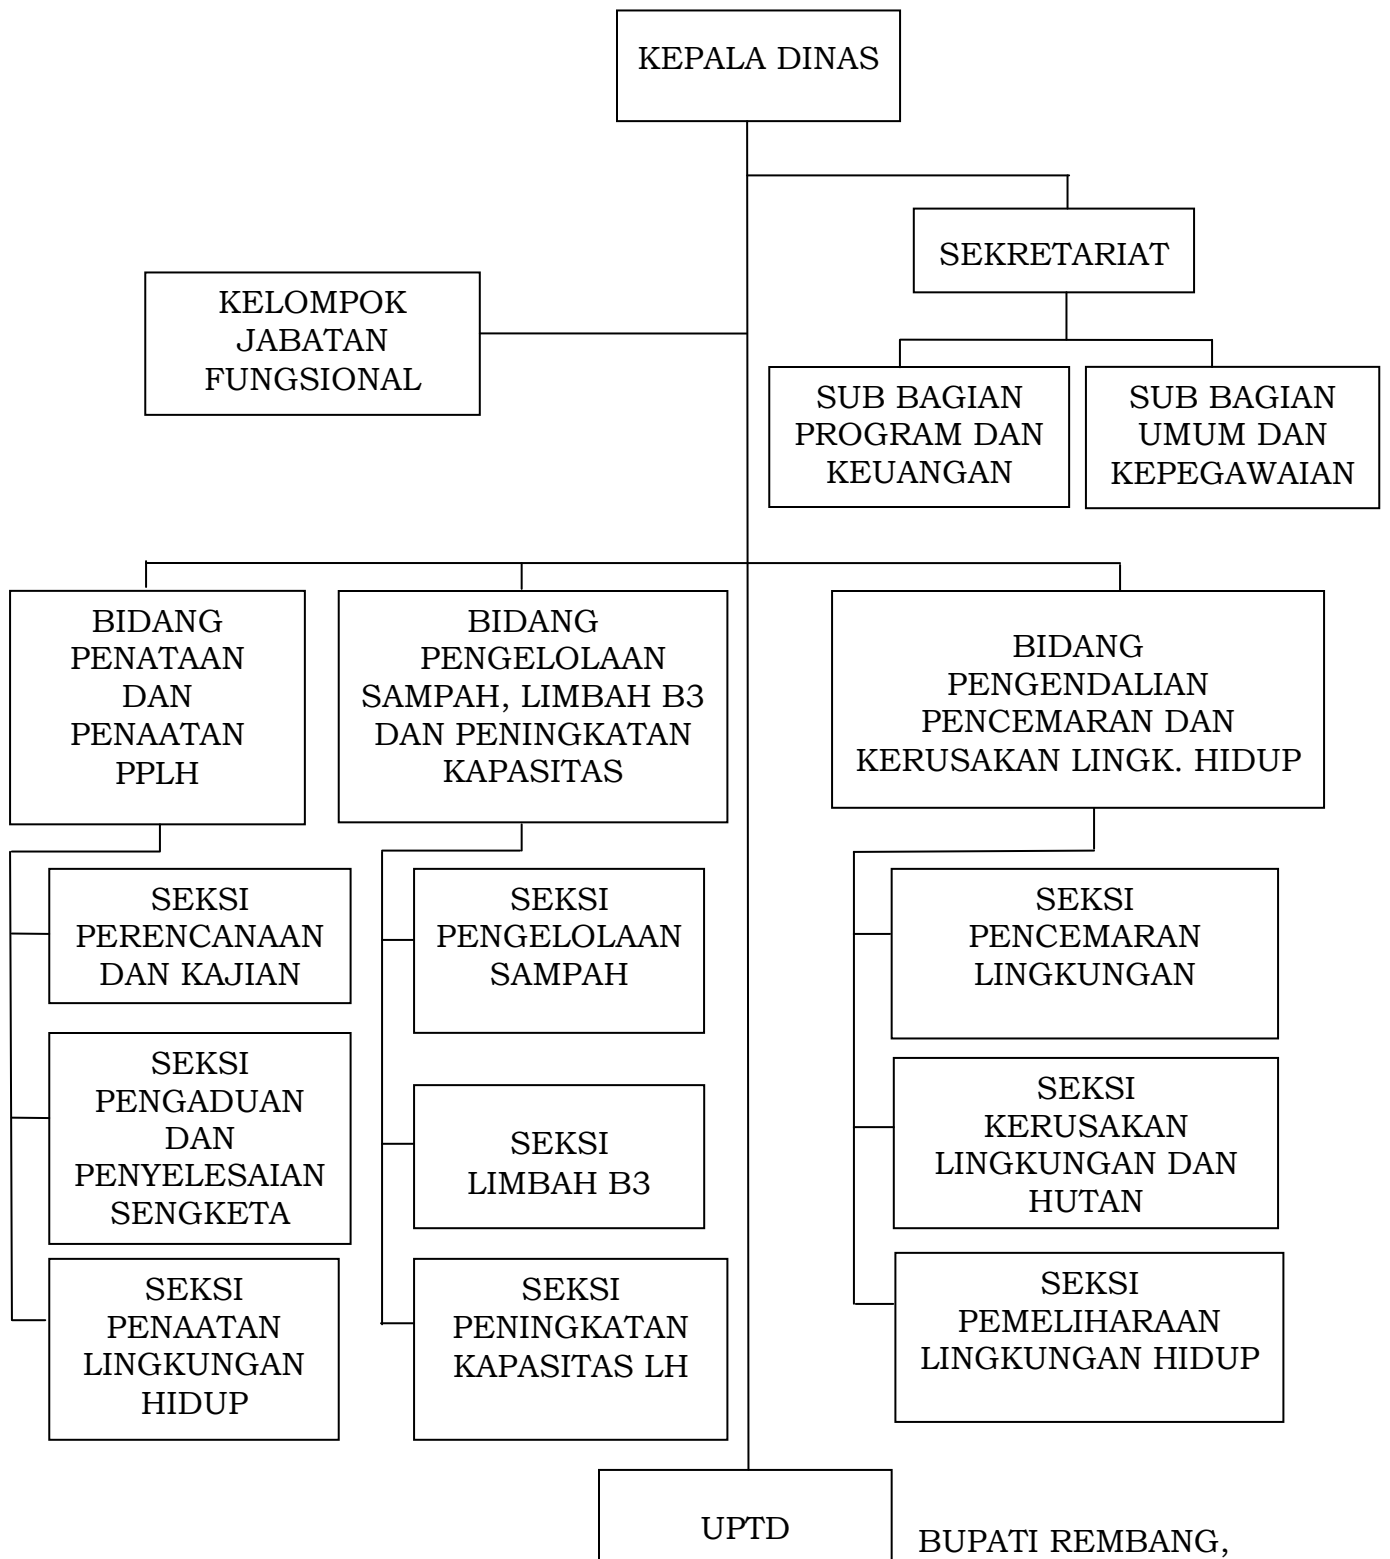 KEPALA DINAS
SEKRETARIAT
KELOMPOK
JABATAN
FUNGSIONAL
SUB BAGIAN
PROGRAM DAN
KEUANGAN
SUB BAGIAN
UMUM DAN
KEPEGAWAIAN
BIDANG
PENATAAN
DAN
PENAATAN
PPLH
BIDANG
PENGELOLAAN
SAMPAH, LIMBAH B3
DAN PENINGKATAN
KAPASITAS
BIDANG
PENGENDALIAN
PENCEMARAN DAN
KERUSAKAN LINGK. HIDUP
SEKSI
PERENCANAAN
DAN KAJIAN
SEKSI
PENGADUAN
DAN
PENYELESAIAN
SENGKETA
SEKSI
PENAATAN
LINGKUNGAN
HIDUP
SEKSI
PENGELOLAAN
SAMPAH
SEKSI
LIMBAH B3
SEKSI
PENINGKATAN
KAPASITAS LH
SEKSI
PENCEMARAN
LINGKUNGAN
SEKSI
KERUSAKAN
LINGKUNGAN DAN
HUTAN
SEKSI
PEMELIHARAAN
LINGKUNGAN HIDUP
UPTD
BUPATI REMBANG,